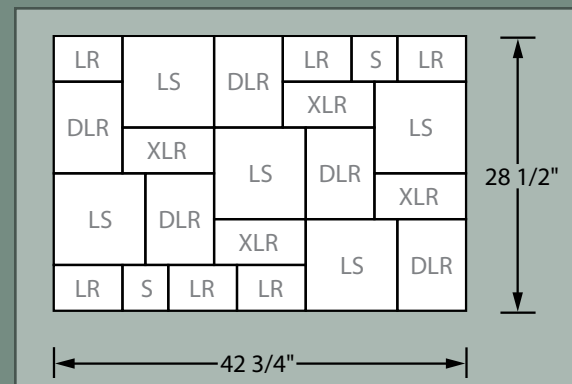 LR LS DLR LR S LR
DLR XLR LS
XLR LS DLR
28 1/2"
LS DLR XLR
XLR LS DLR
LR S LR LR
42 3/4"